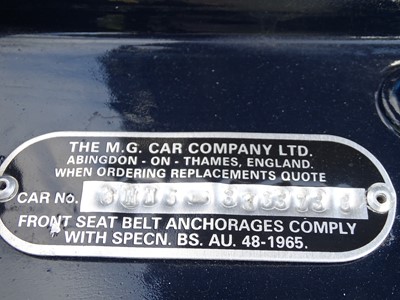 THE M.G. CAR COMPANY LTD.
ABINGDON - ON - THAMES, ENGLAND.
WHEN ORDERING REPLACEMENTS QUOTE
CAR No.
FRONT SEAT BELT ANCHORAGES COMPLY
WITH SPECN. BS. AU. 48-1965.